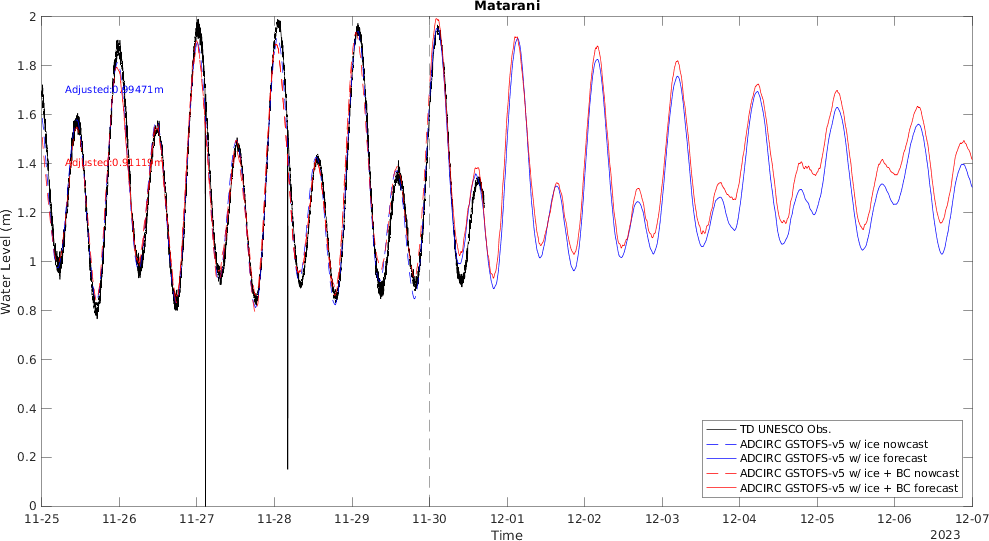 Matarani
2
1.8
1.6
1.4
1.2
1
0.8
0.6
0.4
0.2
0
Water Level (m)
Adjusted:0.99471m
Adjusted:0.91119m
TD UNESCO Obs.
ADCIRC GSTOFS-v5 w/ ice nowcast
ADCIRC GSTOFS-v5 w/ ice forecast
ADCIRC GSTOFS-v5 w/ ice + BC nowcast
ADCIRC GSTOFS-v5 w/ ice + BC forecast
11-25 11-26 11-27 11-28 11-29 11-30 12-01 12-02 12-03 12-04 12-05 12-06 12-07
Time
2023